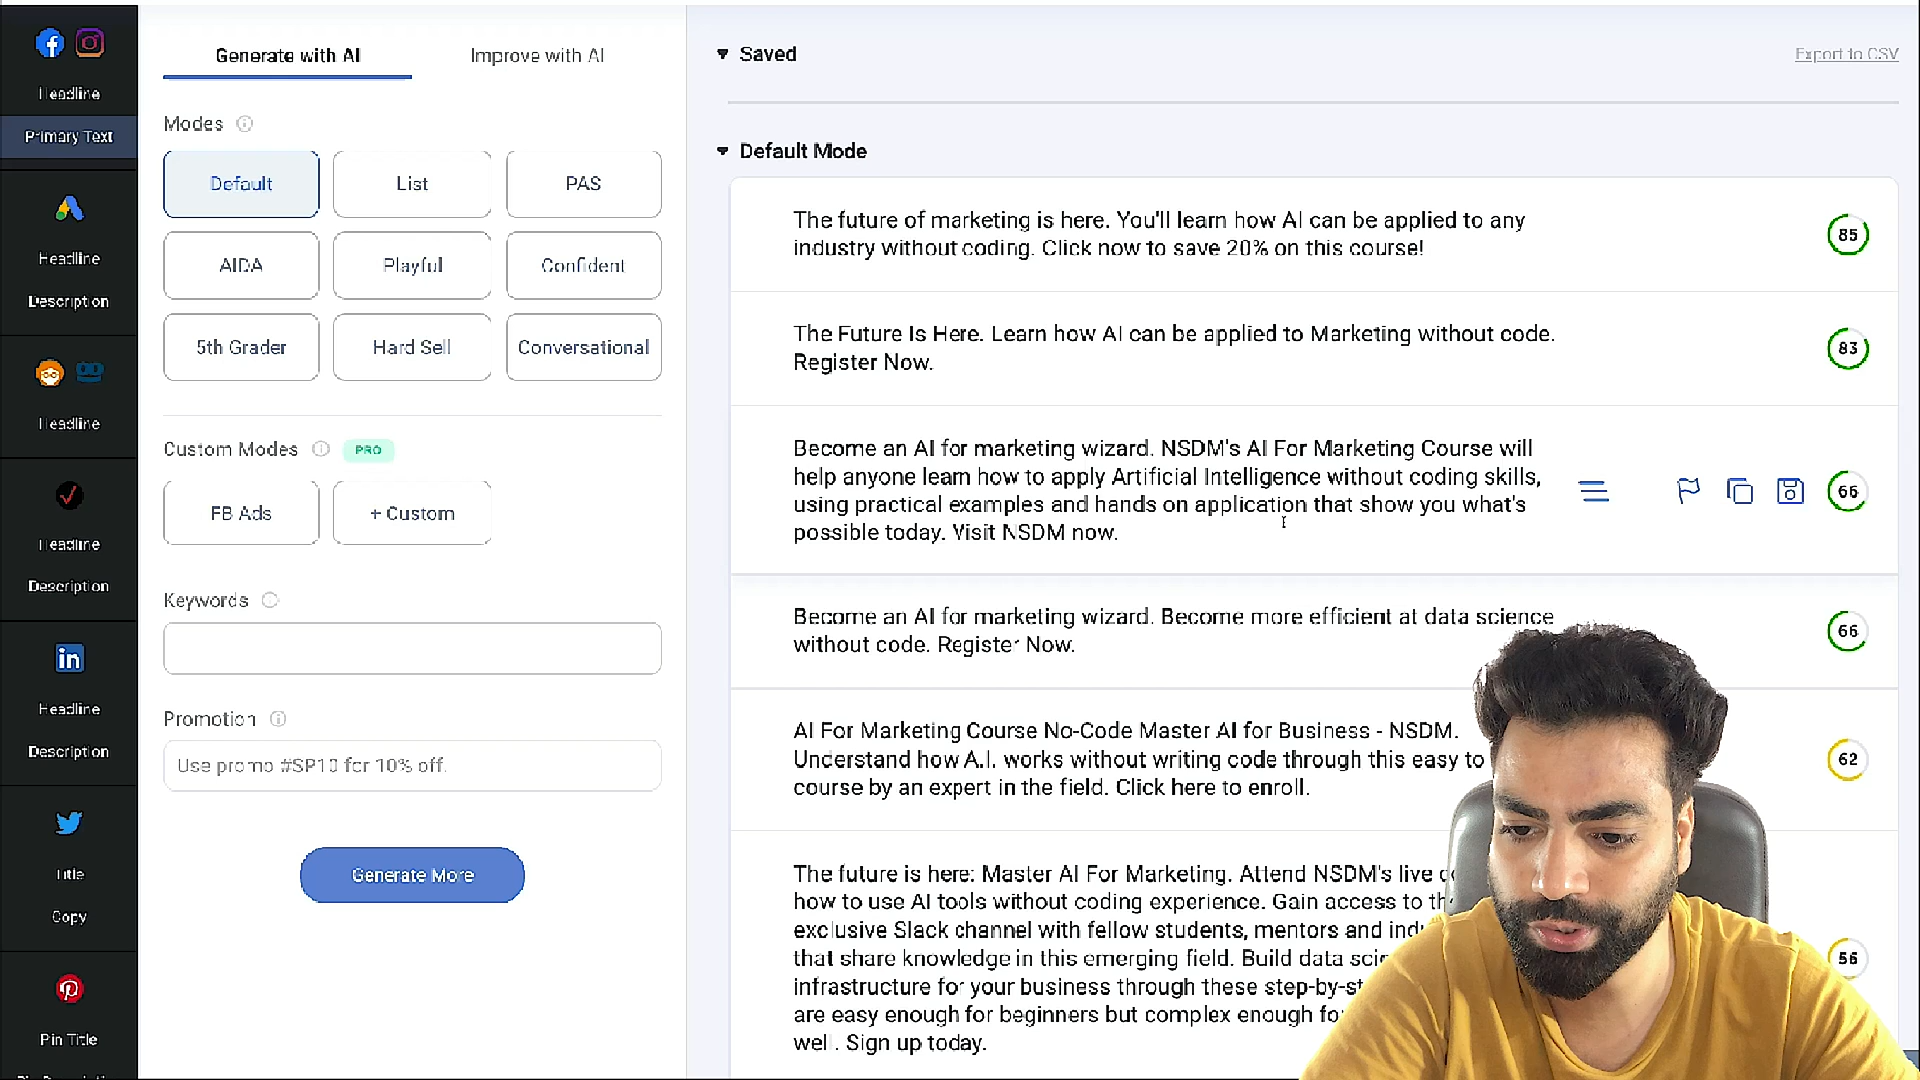 Headline
Primary Text
Headline
Description
Headline
Headline
Description
Headline
Description
Title
Copy
Pin Title
Generate with AI
Improve with AI
Modes
Default
List
PAS
AIDA
Playful
Confident
5th Grader
Hard Sell
Conversational
Custom Modes
PRO
FB Ads
+ Custom
Keywords
Promotion
Use promo #SP10 for 10% off.
Generate More
Saved
Export to CSV
Default Mode
The future of marketing is here. You'll learn how AI can be applied to any
industry without coding. Click now to save 20% on this course!
85
The Future Is Here. Learn how AI can be applied to Marketing without code.
Register Now.
83
Become an AI for marketing wizard. NSDM's AI For Marketing Course will
help anyone learn how to apply Artificial Intelligence without coding skills,
using practical examples and hands on application that show you what's
possible today. Visit NSDM now.
66
Become an AI for marketing wizard. Become more efficient at data science
without code. Register Now.
66
AI For Marketing Course No-Code Master AI for Business - NSDM.
Understand how A.I. works without writing code through this easy to
course by an expert in the field. Click here to enroll.
62
The future is here: Master AI For Marketing. Attend NSDM's live
how to use AI tools without coding experience. Gain access to
exclusive Slack channel with fellow students, mentors and
that share knowledge in this emerging field. Build data
infrastructure for your business through these
are easy enough for beginners but complex enough
well. Sign up today.
56